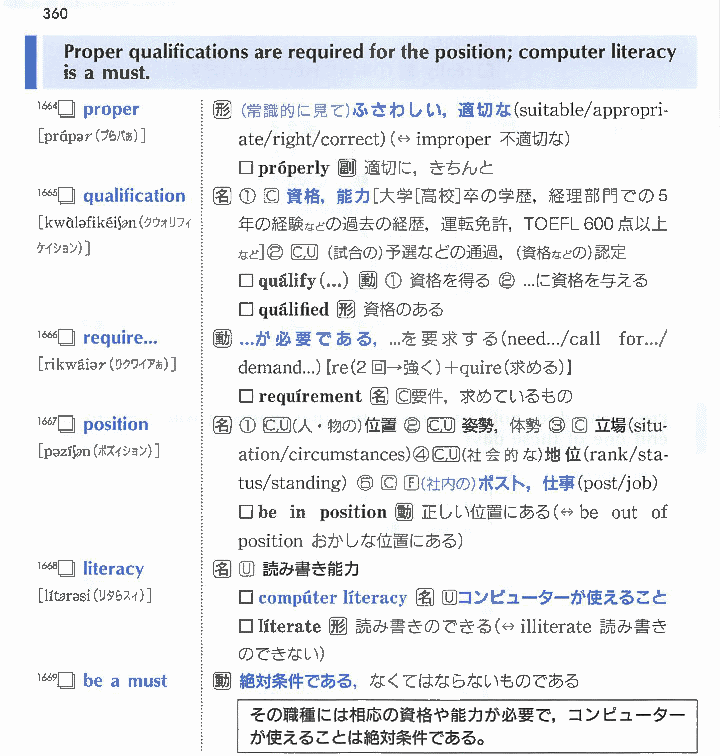 360
Proper qualifications are required for the position; computer literacy
is a must.
1664 □ proper 形 (常識的に見て)ふさわしい，適切な(suitable/appropri-
[prápər(プらパぁ)] ate/right/correct)(↔ improper 不適切な)
□ próperly 副 適切に，きちんと
1665 □ qualification 名 ① C 資格，能力[大学[高校]卒の学歴，経理部門での5
[kwàləfikéiʃən(クウォリフィ 年の経験などの過去の経歴，運転免許，TOEFL 600点以上
ケイション)] など]② C,U (試合の)予選などの通過，(資格などの)認定
□ quálify(...) 動 ① 資格を得る ② ...に資格を与える
□ quálified 形 資格のある
1666 □ require... 動 ...が必要である，...を要求する(need.../call for.../
[rikwáiər(リクワイアぁ)] demand...)[re(2回→強く)+quire(求める)]
□ requírement 名 C要件，求めているもの
1667 □ position 名 ① C,U(人・物の)位置 ② C,U 姿勢，体勢 ③ C 立場(situ-
[pəzíʃən(ポズィション)] ation/circumstances)④C,U(社会的な)地位(rank/sta-
tus/standing) ⑤ C F(社内の)ポスト，仕事(post/job)
□ be in position 動 正しい位置にある(↔ be out of
position おかしな位置にある)
1668 □ literacy 名 U 読み書き能力
[lítərəsi(リタらスィ)] □ compúter líteracy 名 Uコンピューターが使えること
□ líterate 形 読み書きのできる(↔ illiterate 読み書き
のできない)
1669 □ be a must 動 絶対条件である，なくてはならないものである
その職種には相応の資格や能力が必要で，コンピューター
が使えることは絶対条件である。